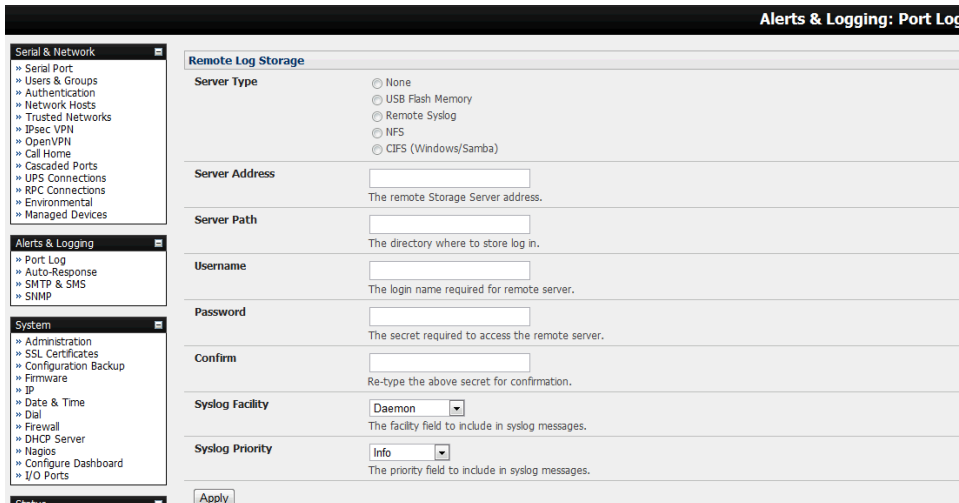 Alerts & Logging: Port Log
Serial & Network
» Serial Port
» Users & Groups
» Authentication
» Network Hosts
» Trusted Networks
» IPsec VPN
» OpenVPN
» Call Home
» Cascaded Ports
» UPS Connections
» RPC Connections
» Environmental
» Managed Devices
Alerts & Logging
» Port Log
» Auto-Response
» SMTP & SMS
» SNMP
System
» Administration
» SSL Certificates
» Configuration Backup
» Firmware
» IP
» Date & Time
» Dial
» Firewall
» DHCP Server
» Nagios
» Configure Dashboard
» I/O Ports
Status
Remote Log Storage
Server Type
None
USB Flash Memory
Remote Syslog
NFS
CIFS (Windows/Samba)
Server Address
The remote Storage Server address.
Server Path
The directory where to store log in.
Username
The login name required for remote server.
Password
The secret required to access the remote server.
Confirm
Re-type the above secret for confirmation.
Syslog Facility
Daemon
The facility field to include in syslog messages.
Syslog Priority
Info
The priority field to include in syslog messages.
Apply